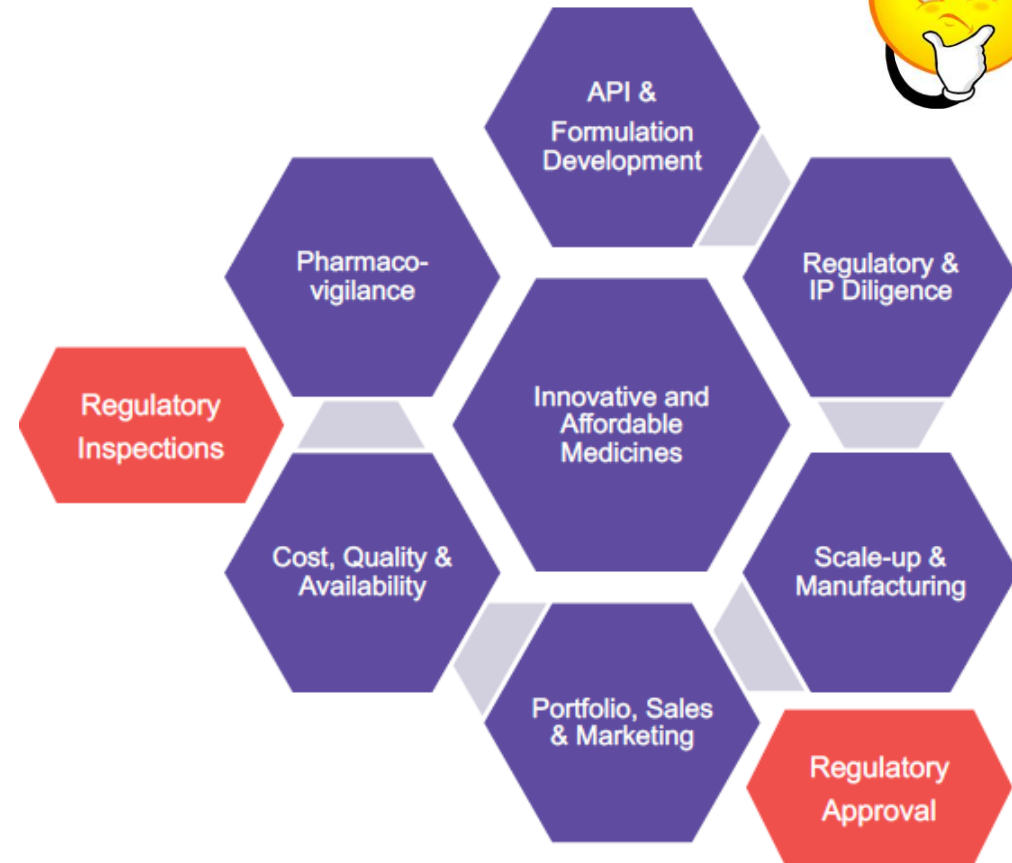 API &
Formulation
Development
Pharmaco-
vigilance
Regulatory &
IP Diligence
Regulatory
Inspections
Innovative and
Affordable
Medicines
Cost, Quality &
Availability
Scale-up &
Manufacturing
Portfolio, Sales
& Marketing
Regulatory
Approval